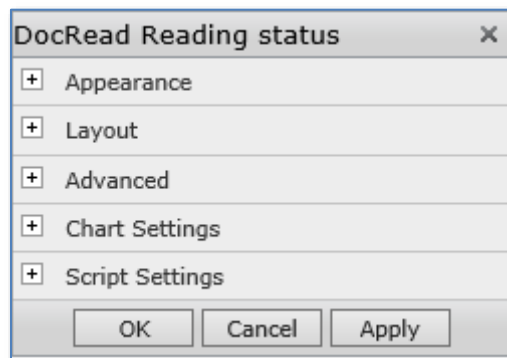 DocRead Reading status
Appearance
Layout
Advanced
Chart Settings
Script Settings
OK Cancel Apply